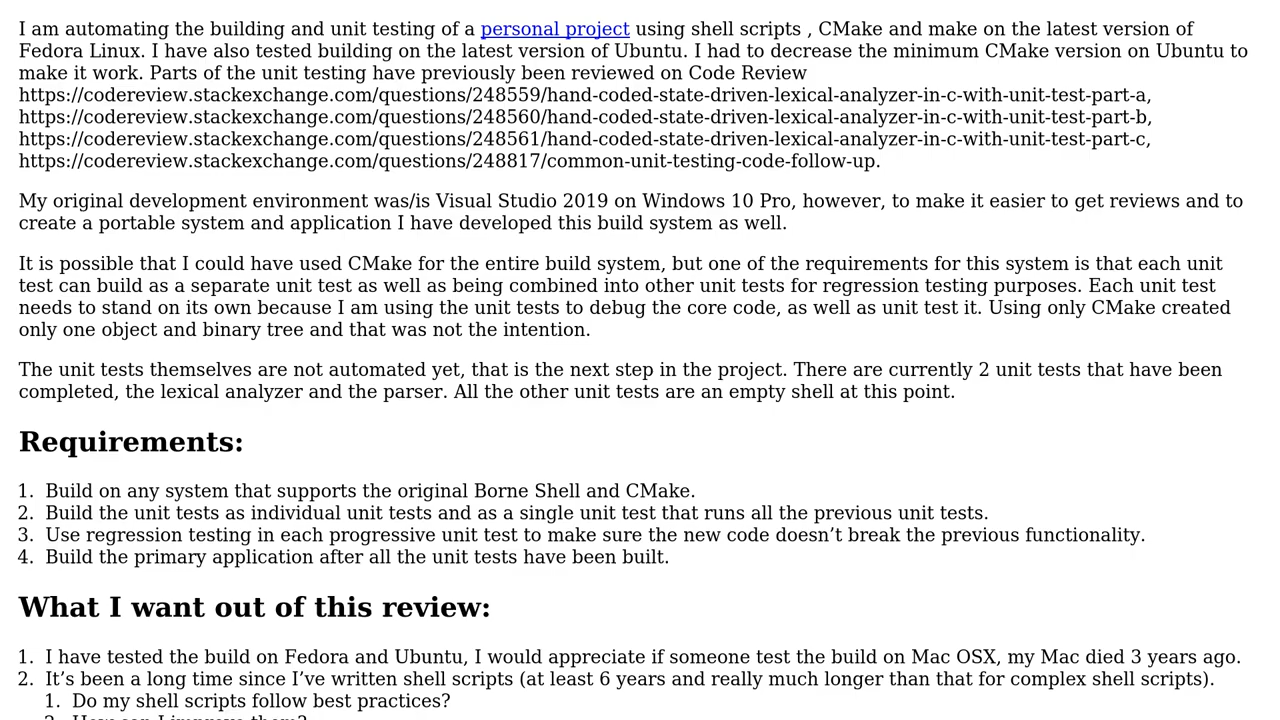 I am automating the building and unit testing of a personal project using shell scripts , CMake and make on the latest version of
Fedora Linux. I have also tested building on the latest version of Ubuntu. I had to decrease the minimum CMake version on Ubuntu to
make it work. Parts of the unit testing have previously been reviewed on Code Review
https://codereview.stackexchange.com/questions/248559/hand-coded-state-driven-lexical-analyzer-in-c-with-unit-test-part-a,
https://codereview.stackexchange.com/questions/248560/hand-coded-state-driven-lexical-analyzer-in-c-with-unit-test-part-b,
https://codereview.stackexchange.com/questions/248561/hand-coded-state-driven-lexical-analyzer-in-c-with-unit-test-part-c,
https://codereview.stackexchange.com/questions/248817/common-unit-testing-code-follow-up.
My original development environment was/is Visual Studio 2019 on Windows 10 Pro, however, to make it easier to get reviews and to
create a portable system and application I have developed this build system as well.
It is possible that I could have used CMake for the entire build system, but one of the requirements for this system is that each unit
test can build as a separate unit test as well as being combined into other unit tests for regression testing purposes. Each unit test
needs to stand on its own because I am using the unit tests to debug the core code, as well as unit test it. Using only CMake created
only one object and binary tree and that was not the intention.
The unit tests themselves are not automated yet, that is the next step in the project. There are currently 2 unit tests that have been
completed, the lexical analyzer and the parser. All the other unit tests are an empty shell at this point.
Requirements:
1. Build on any system that supports the original Borne Shell and CMake.
2. Build the unit tests as individual unit tests and as a single unit test that runs all the previous unit tests.
3. Use regression testing in each progressive unit test to make sure the new code doesn’t break the previous functionality.
4. Build the primary application after all the unit tests have been built.
What I want out of this review:
1. I have tested the build on Fedora and Ubuntu, I would appreciate if someone test the build on Mac OSX, my Mac died 3 years ago.
2. It’s been a long time since I’ve written shell scripts (at least 6 years and really much longer than that for complex shell scripts).
1. Do my shell scripts follow best practices?